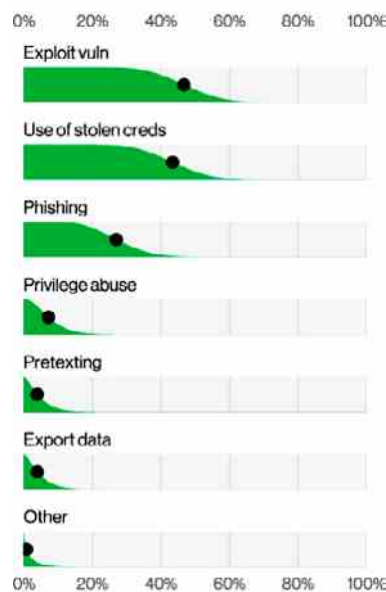 0% 20% 40% 60% 80% 100%
Exploit vuln
Use of stolen creds
Phishing
Privilege abuse
Pretexting
Export data
Other
0% 20% 40% 60% 80% 100%